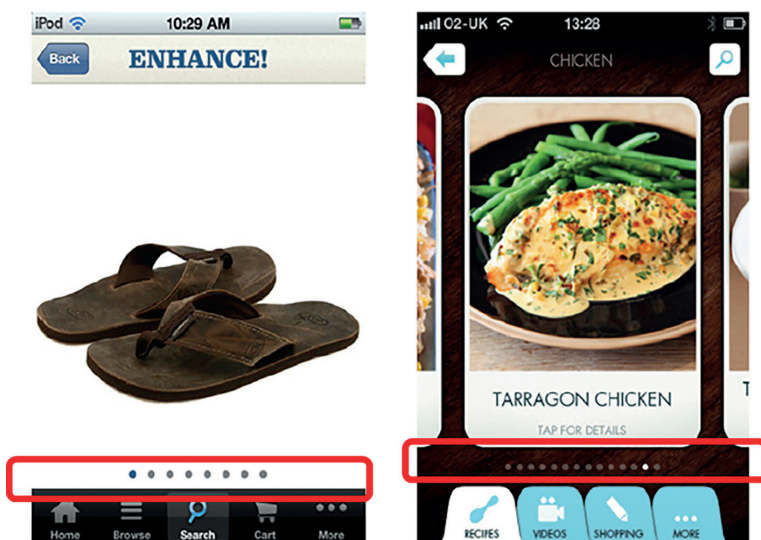 iPod 10:29 AM
Back ENHANCE!
Home Browse Search Cart More
O2-UK 13:28
CHICKEN
TARRAGON CHICKEN
T
TAP FOR DETAILS
RECIPES VIDEOS SHOPPING MORE